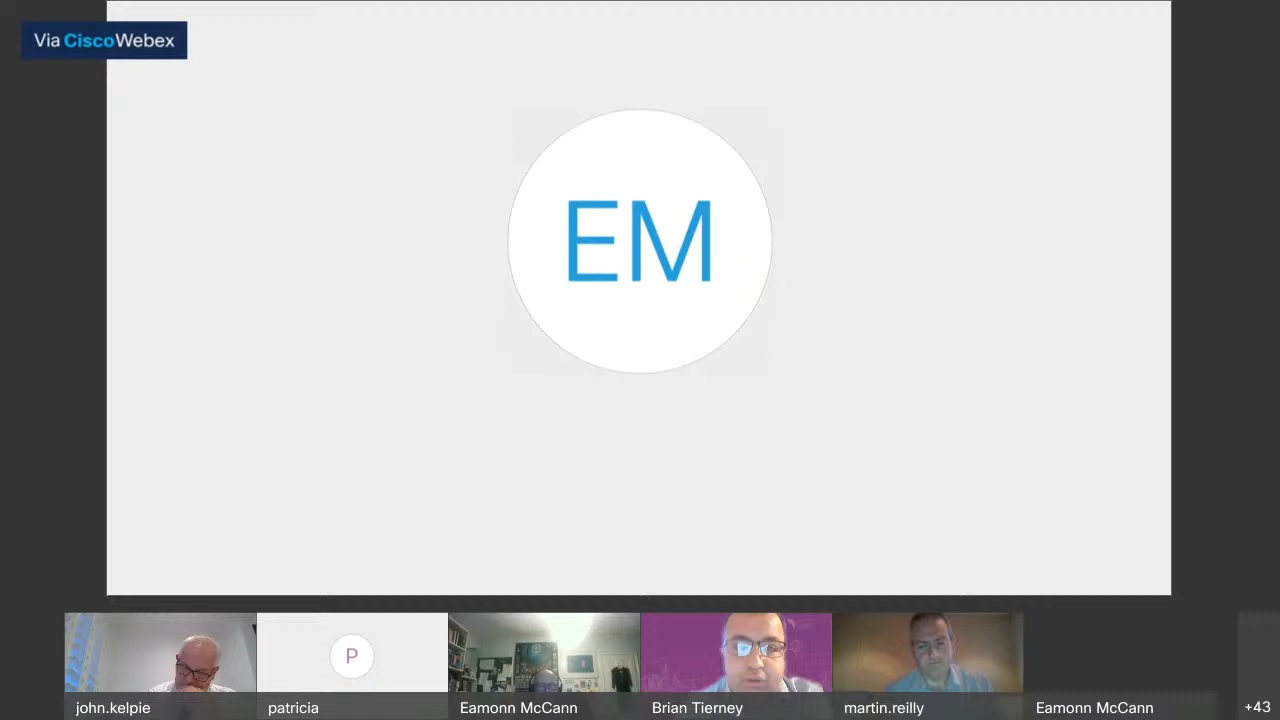 Via CiscoWebex
EM
P
john.kelpie
patricia
Eamonn McCann
Brian Tierney
martin.reilly
Eamonn McCann
+43